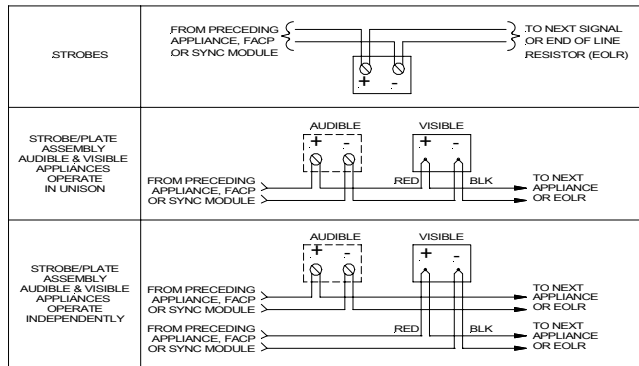 STROBES
FROM PRECEDING
APPLIANCE, FACP
OR SYNC MODULE
TO NEXT SIGNAL
OR END OF LINE
RESISTOR (EOLR)
+ -
STROBE/PLATE
ASSEMBLY
AUDIBLE & VISIBLE
APPLIANCES
OPERATE
IN UNISON
AUDIBLE
VISIBLE
+ -
+ -
FROM PRECEDING
APPLIANCE, FACP
OR SYNC MODULE
RED
BLK
TO NEXT
APPLIANCE
OR EOLR
STROBE/PLATE
ASSEMBLY
AUDIBLE & VISIBLE
APPLIANCES
OPERATE
INDEPENDENTLY
AUDIBLE
VISIBLE
+ -
+ -
FROM PRECEDING
APPLIANCE, FACP
OR SYNC MODULE
TO NEXT
APPLIANCE
OR EOLR
FROM PRECEDING
APPLIANCE, FACP
OR SYNC MODULE
RED
BLK
TO NEXT
APPLIANCE
OR EOLR